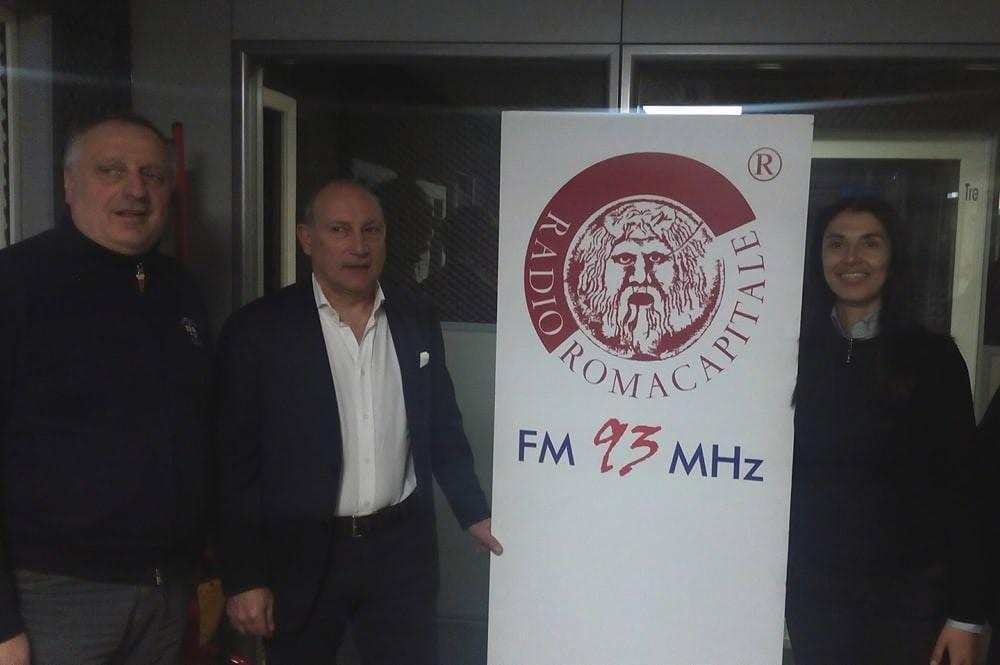 ®
RADIO
ROMACAPITALE
FM 93 MHz
Tre